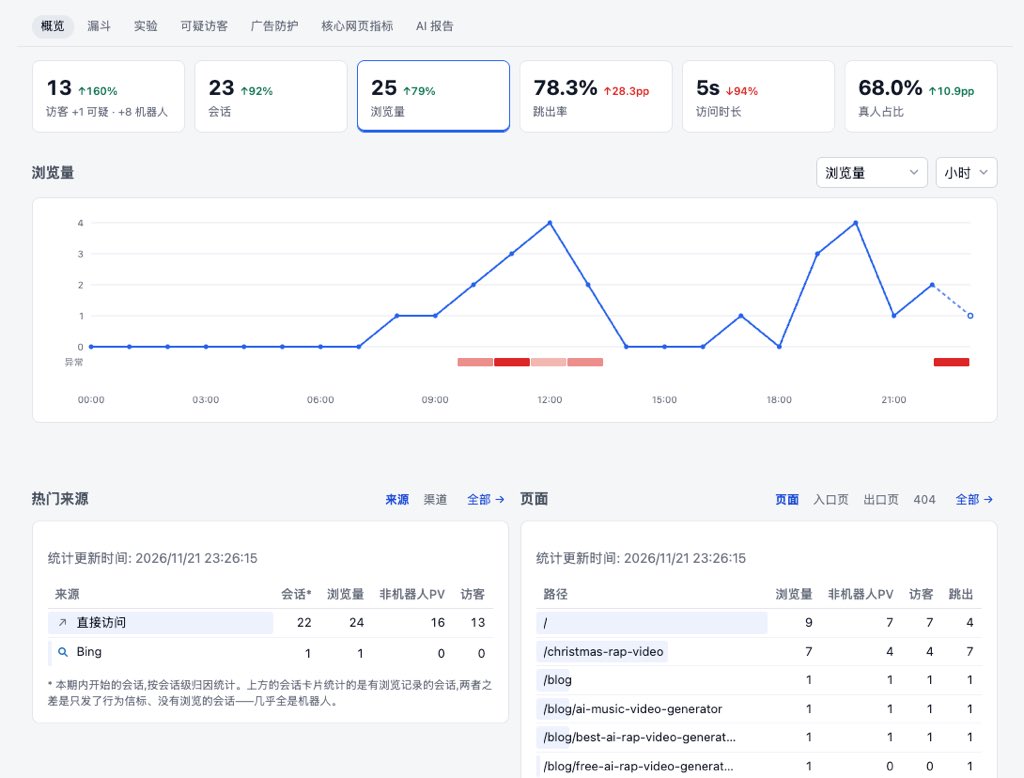 概览 漏斗 实验 可疑访客 广告防护 核心网页指标 AI 报告
13 ↑160%
访客 +1 可疑 · +8 机器人
23 ↑92%
会话
25 ↑79%
浏览量
78.3% ↑28.3pp
跳出率
5s ↓94%
访问时长
68.0% ↑10.9pp
真人占比
浏览量
浏览量 小时
4
3
2
1
0
异常
00:00 03:00 06:00 09:00 12:00 15:00 18:00 21:00
热门来源 来源 渠道 全部 →
统计更新时间: 2026/11/21 23:26:15
来源 会话* 浏览量 非机器人PV 访客
↗ 直接访问 22 24 16 13
Bing 1 1 0 0
* 本期内开始的会话,按会话级归因统计。上方的会话卡片统计的是有浏览记录的会话,两者之
差是只发了行为信标、没有浏览的会话——几乎全是机器人。
页面 页面 入口页 出口页 404 全部 →
统计更新时间: 2026/11/21 23:26:15
路径 浏览量 非机器人PV 访客 跳出
/ 9 7 7 4
/christmas-rap-video 7 4 4 7
/blog 1 1 1 1
/blog/ai-music-video-generator 1 1 1 1
/blog/best-ai-rap-video-generat... 1 1 1 1
/blog/free-ai-rap-video-generat... 1 0 0 1